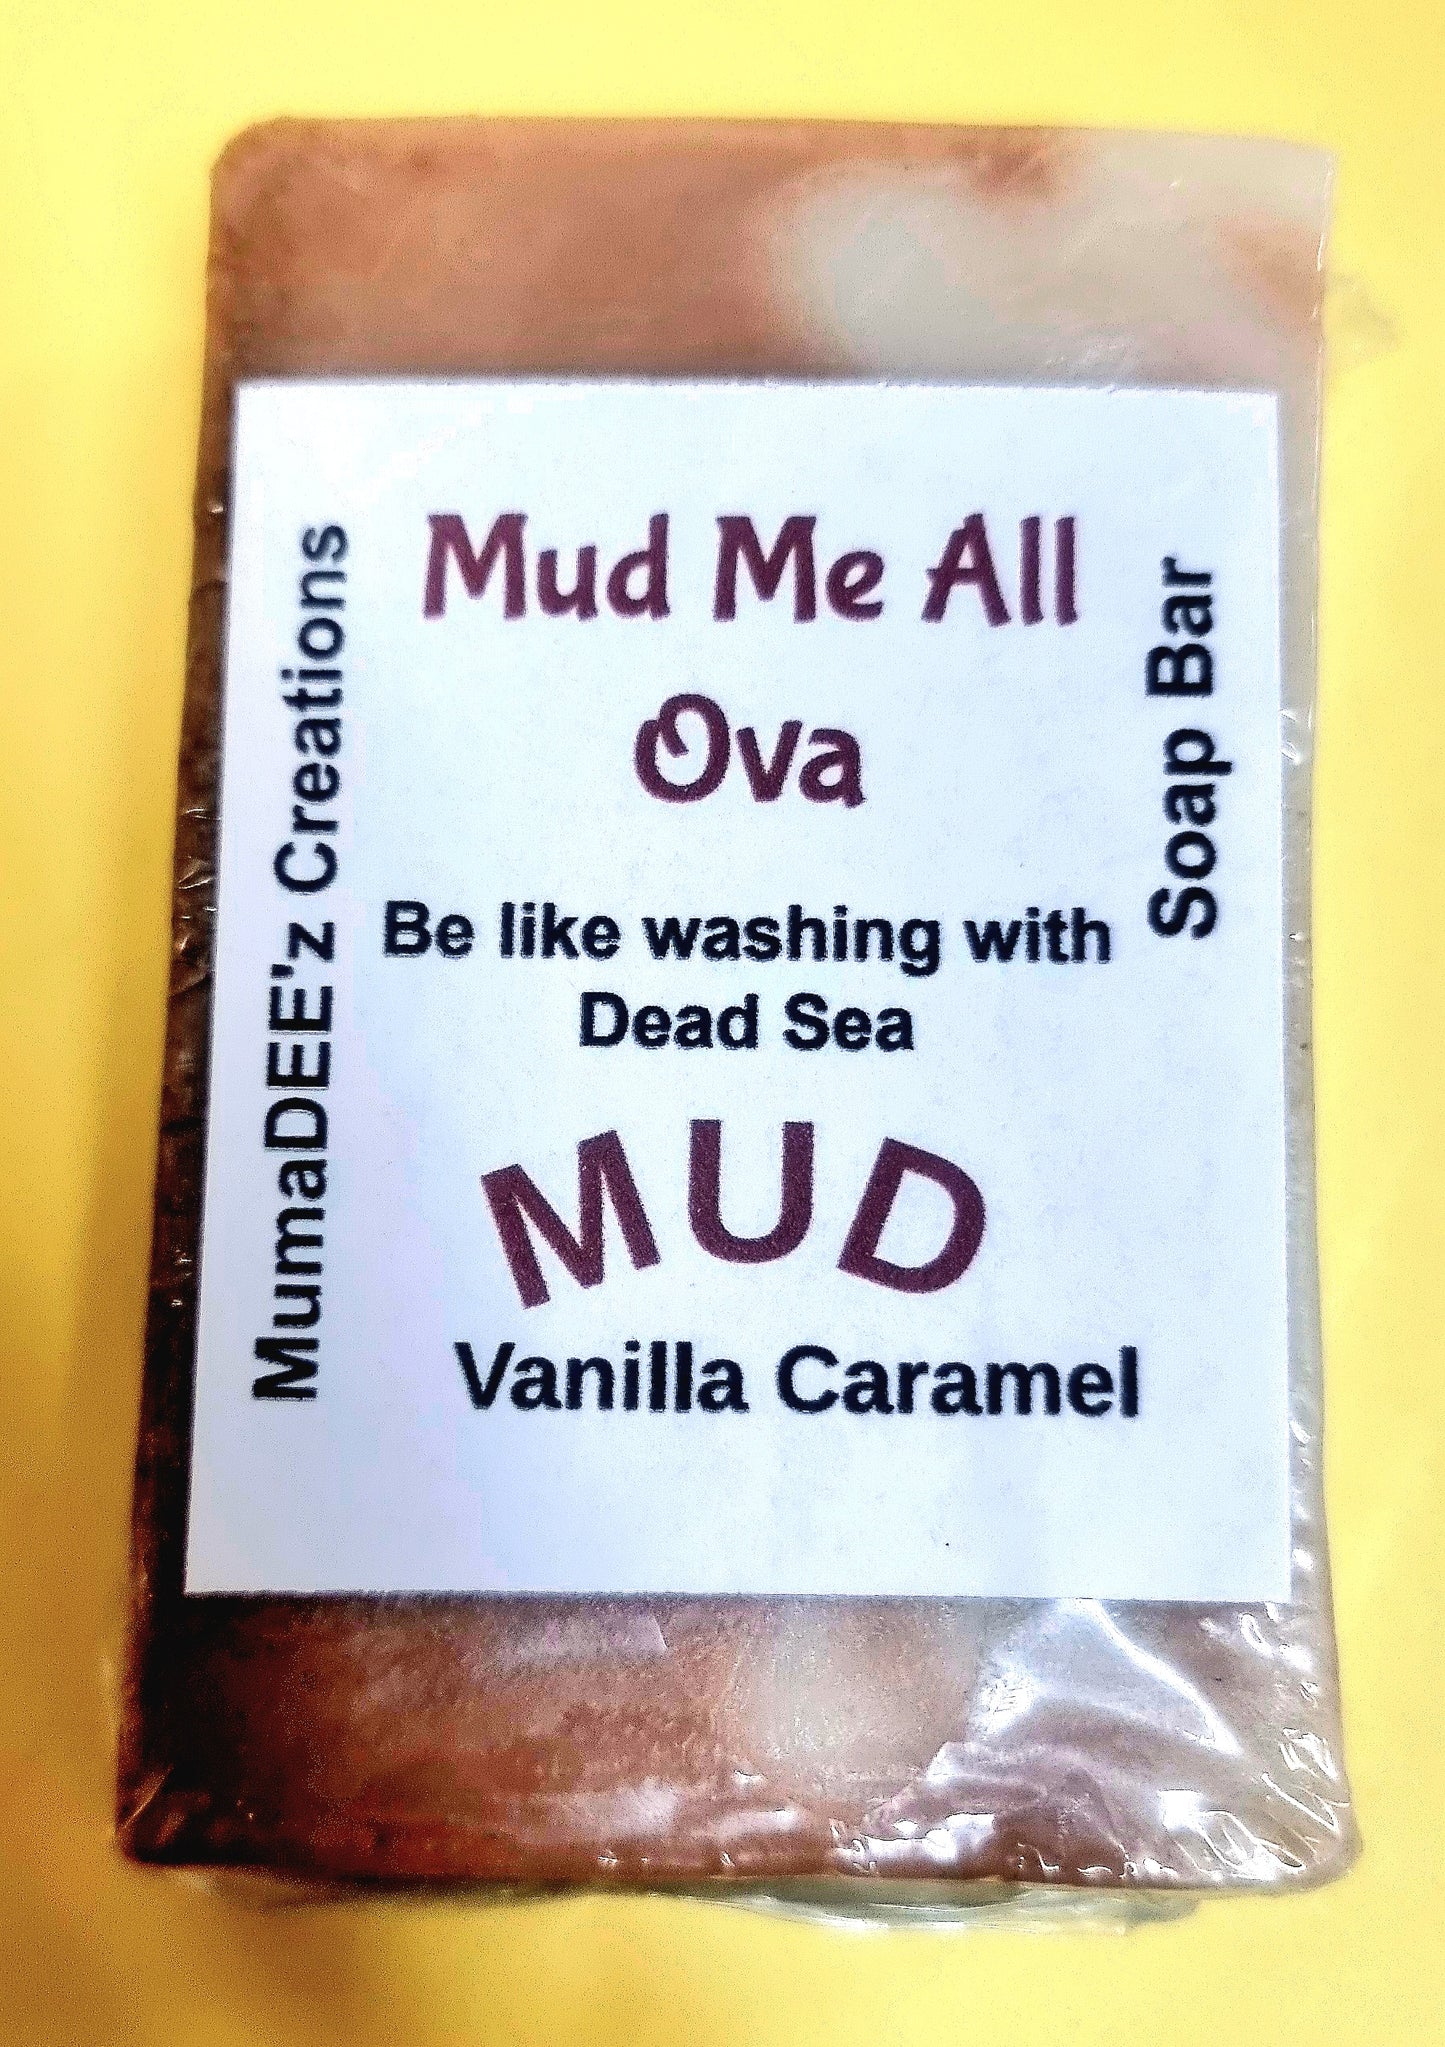 Mud Me All
Ova
Be like washing with
Dead Sea
MUD
Vanilla Caramel
MumaDEE'z Creations
Soap Bar